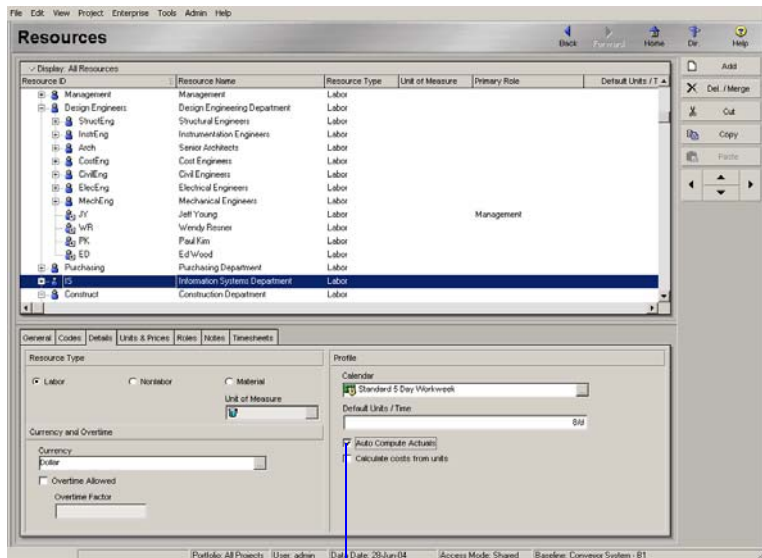 File Edit View Project Enterprise Tools Admin Help
Resources
Back Forward Home Dir Help
Display: All Resources
Resource ID Resource Name Resource Type Unit of Measure Primary Role Default Units / T
Management Management Labor
Design Engineers Design Engineering Department Labor
StructEng Structural Engineers Labor
InstrEng Instrumentation Engineers Labor
Arch Senior Architects Labor
CostEng Cost Engineers Labor
CivilEng Civil Engineers Labor
ElecEng Electrical Engineers Labor
MechEng Mechanical Engineers Labor
JY Jeff Young Labor Management
WR Wendy Resner Labor
PK Paul Kim Labor
ED Ed Wood Labor
Purchasing Purchasing Department Labor
IS Information Systems Department Labor
Construct Construction Department Labor
Add
Del. / Merge
Cut
Copy
Paste
General Codes Details Units & Prices Roles Notes Timesheets
Resource Type
Labor Nonlabor Material
Unit of Measure
Currency and Overtime
Currency
Dollar
Overtime Allowed
Overtime Factor
Profile
Calendar
Standard 5 Day Workweek
Default Units / Time
8/d
Auto Compute Actuals
Calculate costs from units
Portfolio: All Projects User: admin Data Date: 28-Jun-04 Access Mode: Shared Baseline: Conveyor System - B1